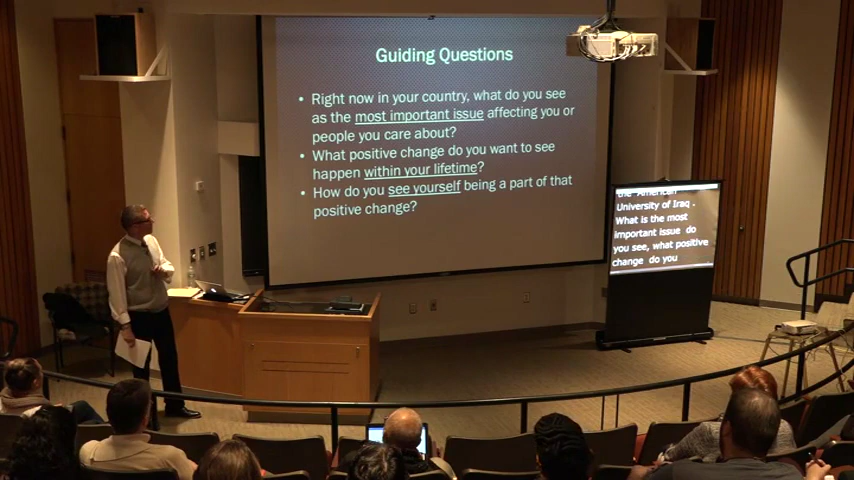 Guiding Questions
• Right now in your country, what do you see
as the most important issue affecting you or
people you care about?
• What positive change do you want to see
happen within your lifetime?
• How do you see yourself being a part of that
positive change?
the American
University of Iraq .
What is the most
important issue do
you see, what positive
change do you